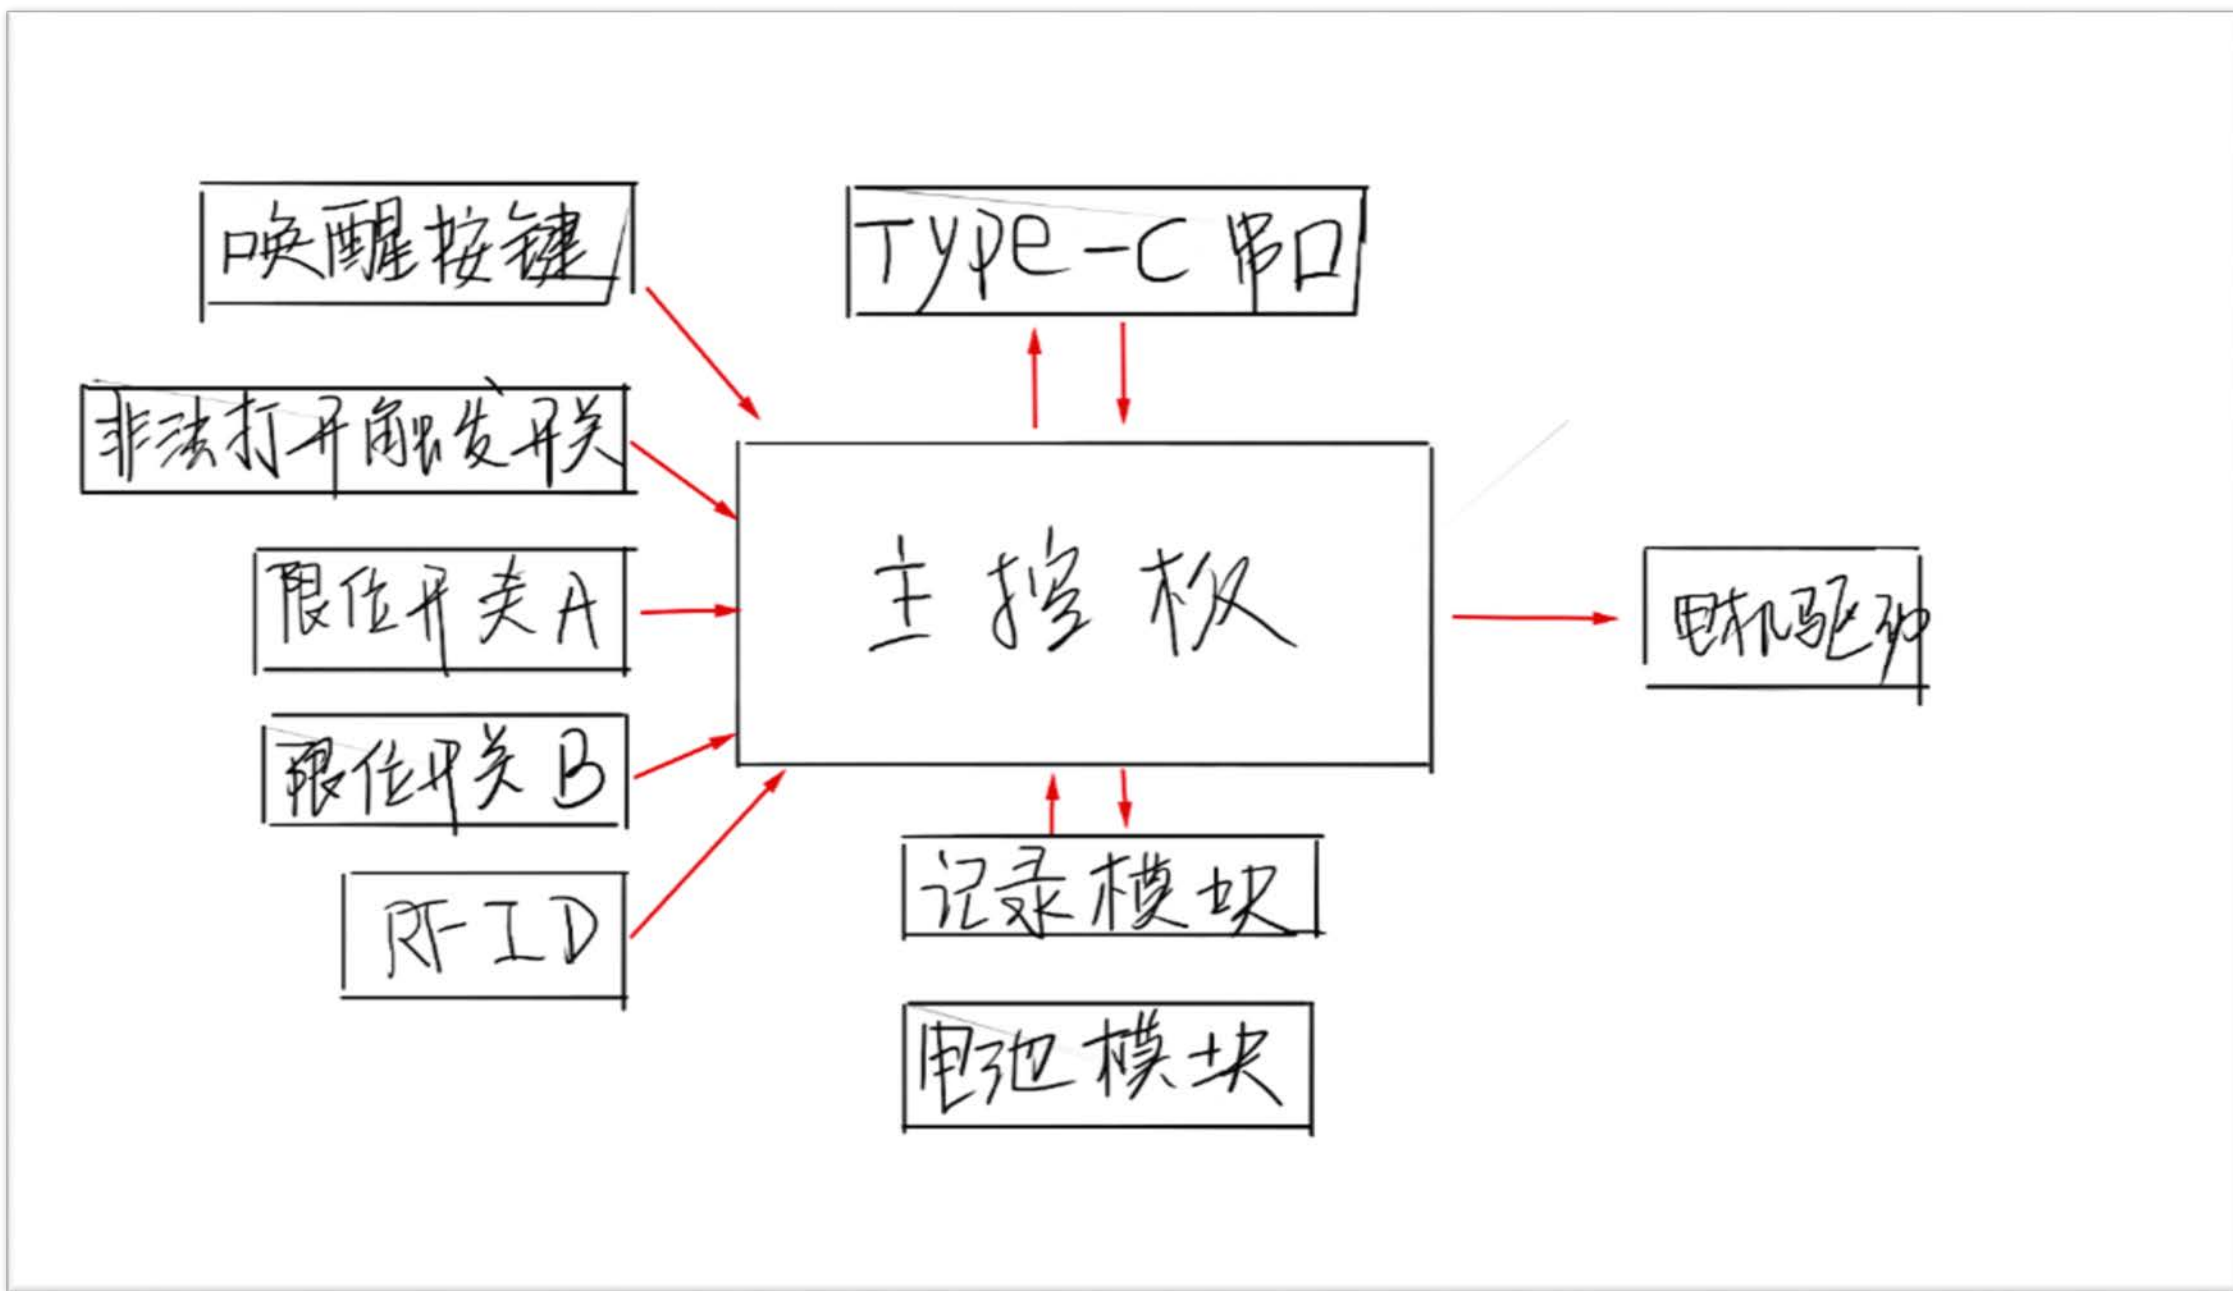 唤醒按键
Type-C 串口
非法打开触发开关
限位开关A
主控板
电机驱动
限位开关B
记录模块
RFID
电池模块